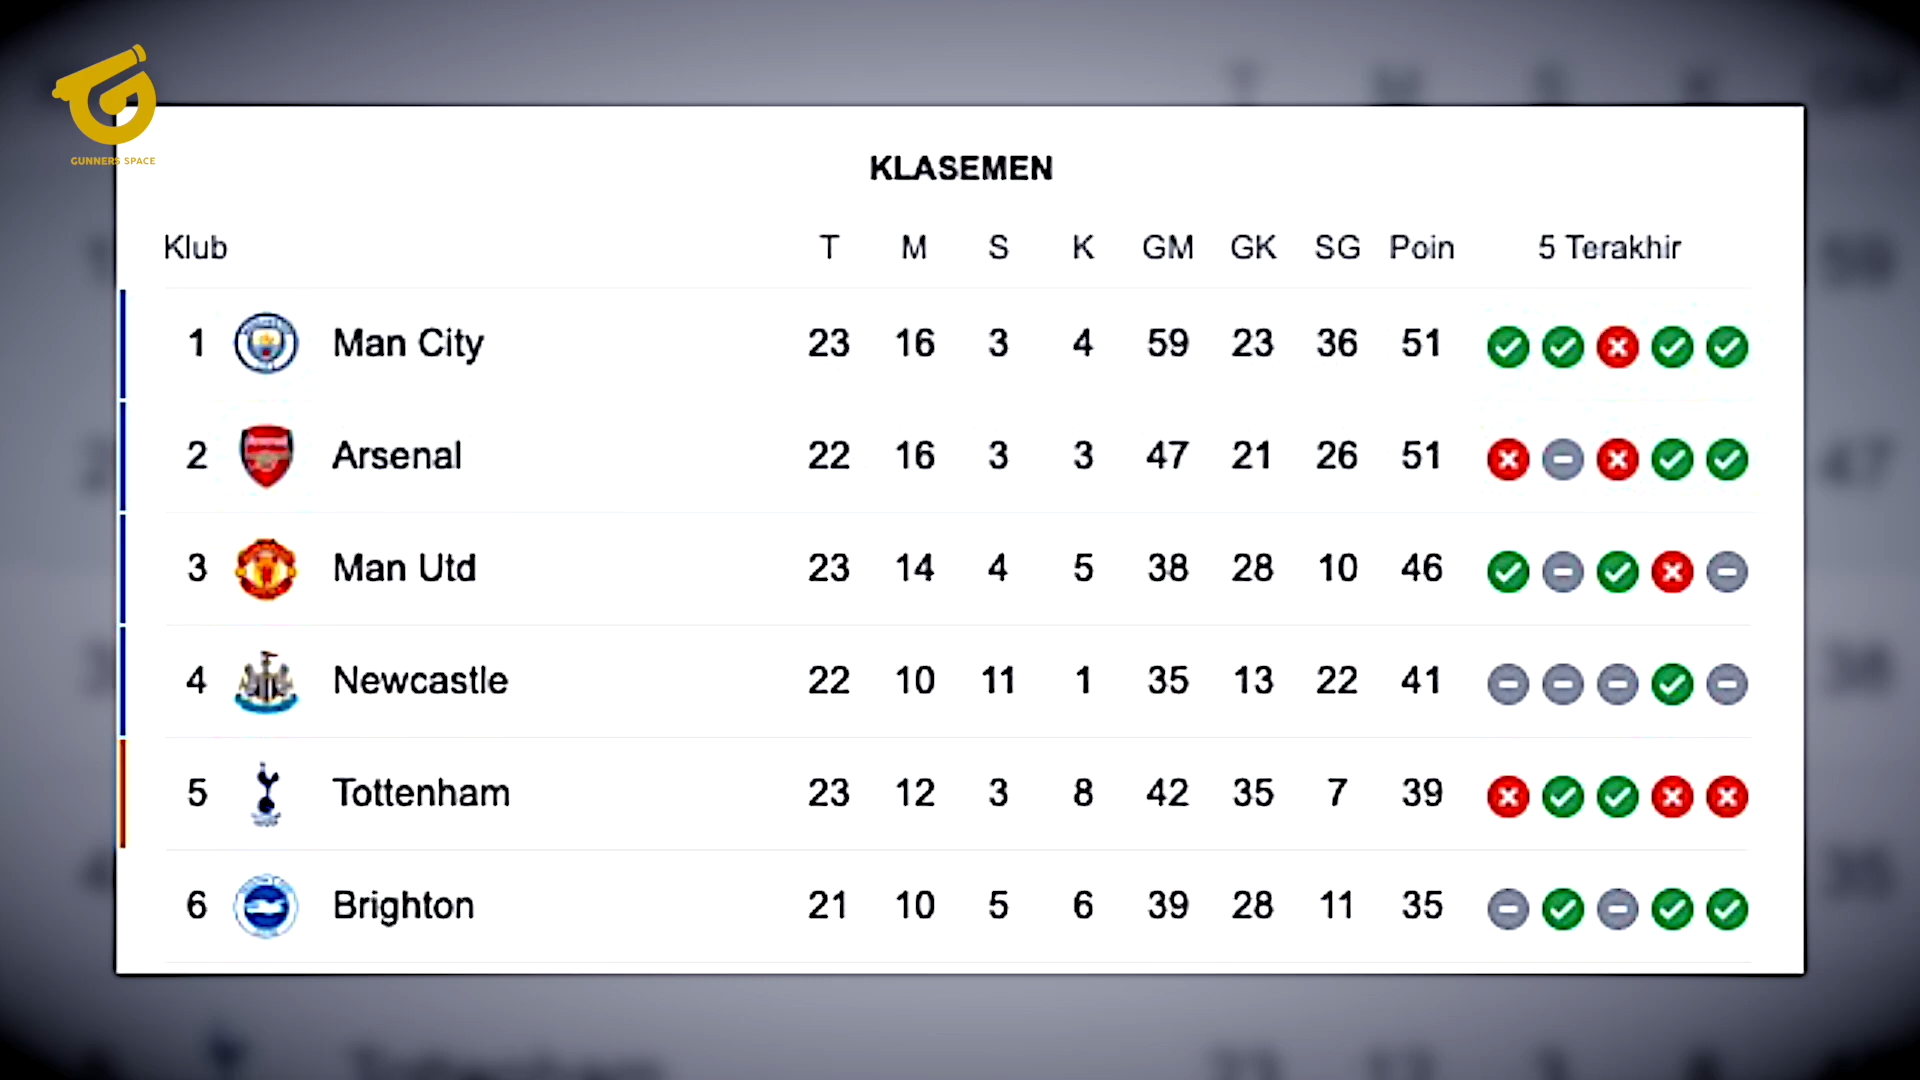 GUNNERS SPACE
KLASEMEN
Klub T M S K GM GK SG Poin 5 Terakhir
1 Man City 23 16 3 4 59 23 36 51
2 Arsenal 22 16 3 3 47 21 26 51
3 Man Utd 23 14 4 5 38 28 10 46
4 Newcastle 22 10 11 1 35 13 22 41
5 Tottenham 23 12 3 8 42 35 7 39
6 Brighton 21 10 5 6 39 28 11 35